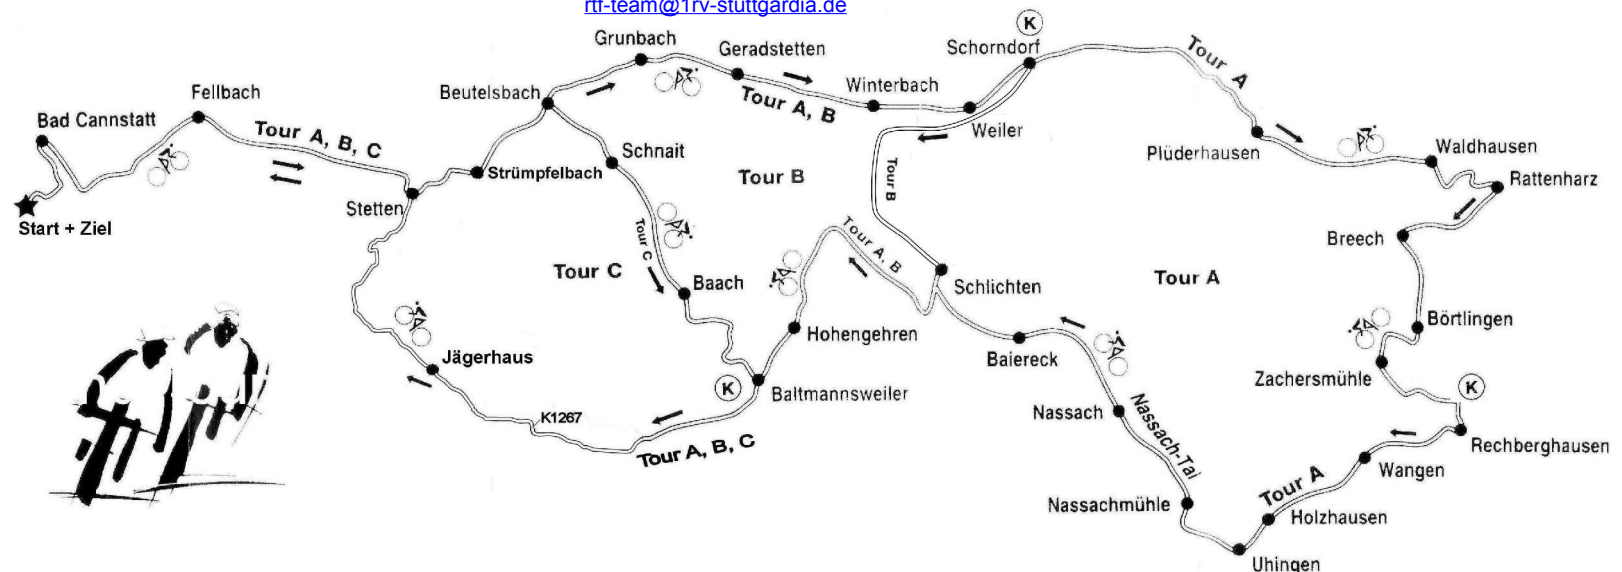 rtf-team@1rv-stuttgardia.de
K
Grunbach
Geradstetten
Schorndorf
Tour A
Fellbach
Beutelsbach
Winterbach
Tour A, B
Bad Cannstatt
Tour A, B, C
Weiler
Plüderhausen
Waldhausen
Schnait
Strümpfelbach
Tour B
Tour B
Rattenharz
Stetten
Start + Ziel
Tour C
Tour A, B
Breech
Tour C
Baach
Schlichten
Tour A
Hohengehren
Börtlingen
Jägerhaus
Baiereck
Zachersmühle
K
K
Baltmannsweiler
K1267
Nassach
Nassach-Tal
Tour A, B, C
Rechberghausen
Wangen
Tour A
Nassachmühle
Holzhausen
Uhingen